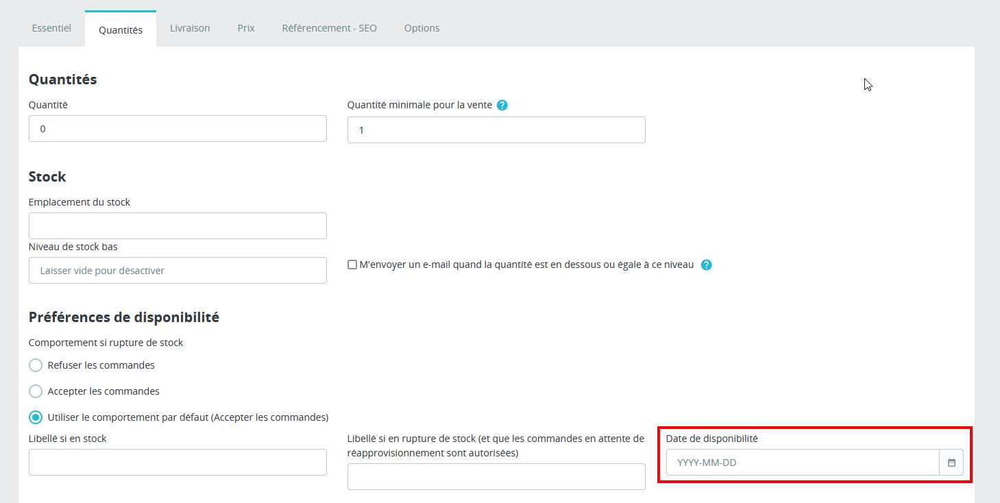 Essentiel
Quantités
Livraison
Prix
Référencement - SEO
Options
Quantités
Quantité
Quantité minimale pour la vente ?
0
1
Stock
Emplacement du stock
Niveau de stock bas
Laisser vide pour désactiver
M'envoyer un e-mail quand la quantité est en dessous ou égale à ce niveau ?
Préférences de disponibilité
Comportement si rupture de stock
Refuser les commandes
Accepter les commandes
Utiliser le comportement par défaut (Accepter les commandes)
Libellé si en stock
Libellé si en rupture de stock (et que les commandes en attente de
réapprovisionnement sont autorisées)
Date de disponibilité
YYYY-MM-DD